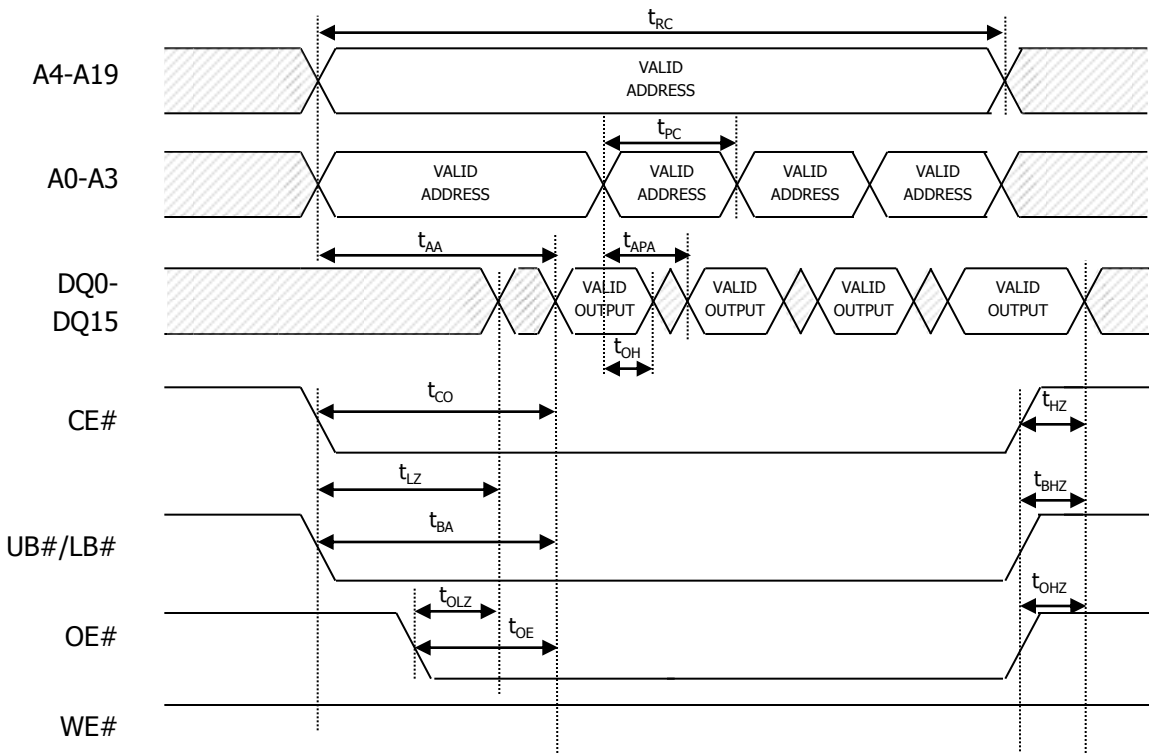 tRC
A4-A19
VALID
ADDRESS
tPC
A0-A3
VALID
ADDRESS
VALID
ADDRESS
VALID
ADDRESS
VALID
ADDRESS
tAA
tAPA
DQ0-
DQ15
VALID
OUTPUT
VALID
OUTPUT
VALID
OUTPUT
VALID
OUTPUT
tOH
tCO
CE#
tHZ
tLZ
tBHZ
tBA
UB#/LB#
tOLZ
tOHZ
tOE
OE#
WE#